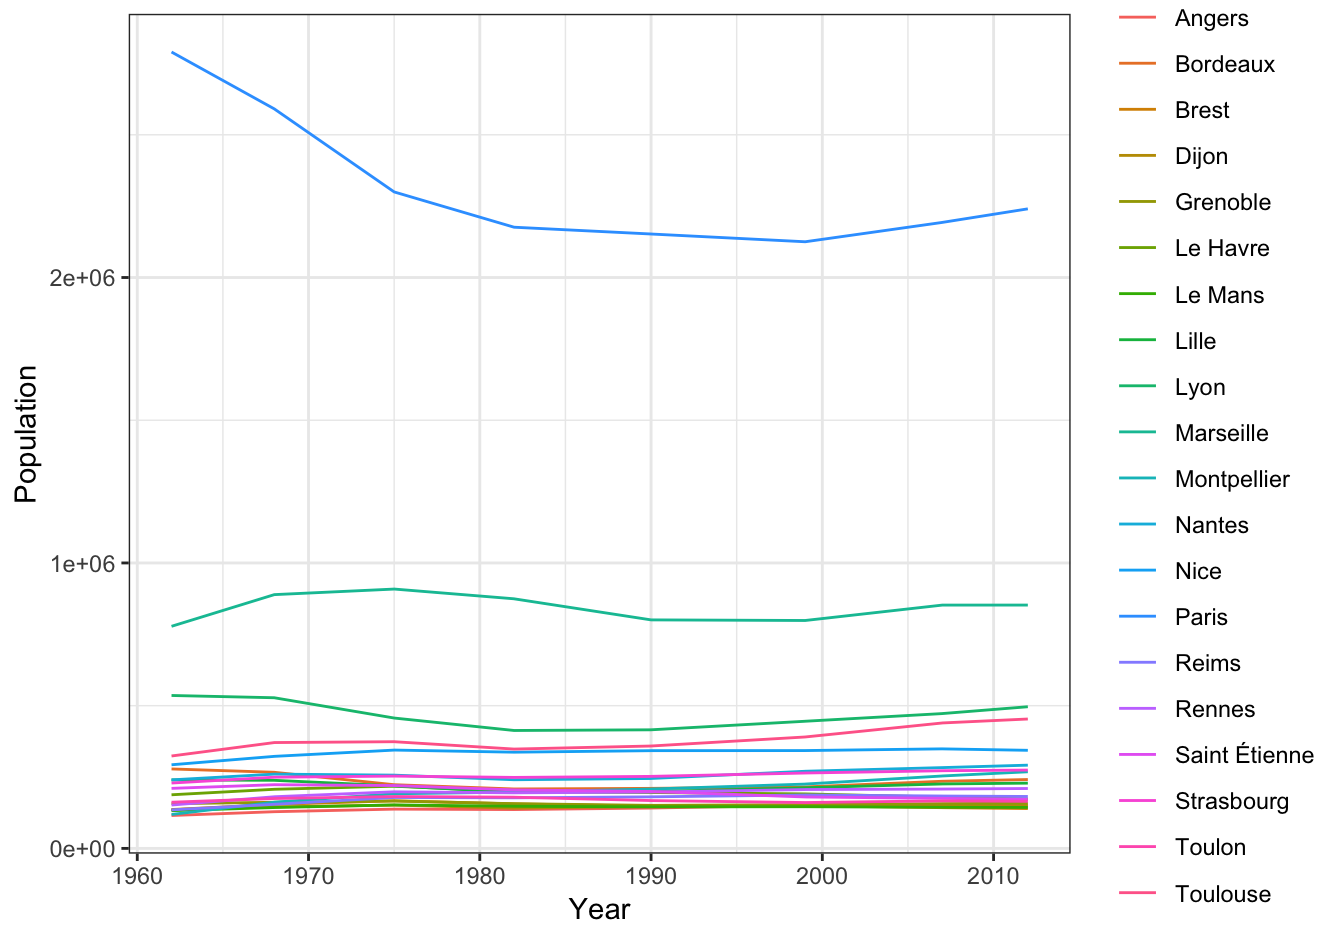 Population
2e+06
1e+06
0e+00
1960 1970 1980 1990 2000 2010
Year
Angers
Bordeaux
Brest
Dijon
Grenoble
Le Havre
Le Mans
Lille
Lyon
Marseille
Montpellier
Nantes
Nice
Paris
Reims
Rennes
Saint Étienne
Strasbourg
Toulon
Toulouse